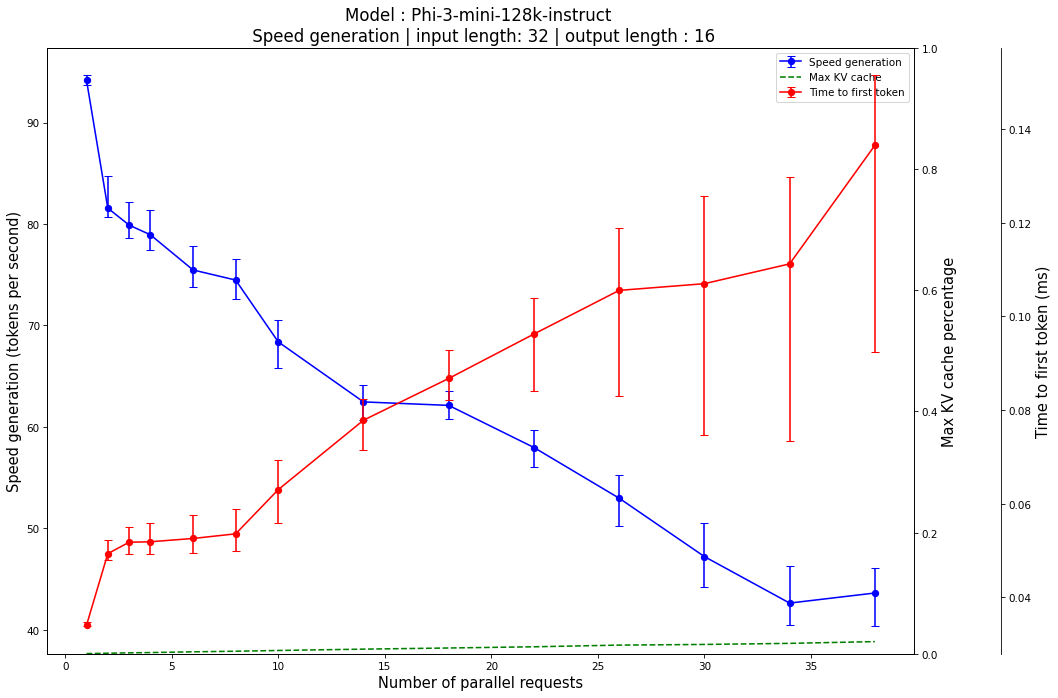 Model : Phi-3-mini-128k-instruct
Speed generation | input length: 32 | output length : 16
Speed generation
Max KV cache
Time to first token
Speed generation (tokens per second)
90
80
70
60
50
40
0
5
10
15
20
25
30
35
Number of parallel requests
1.0
0.8
0.6
0.4
0.2
0.0
Max KV cache percentage
0.14
0.12
0.10
0.08
0.06
0.04
Time to first token (ms)